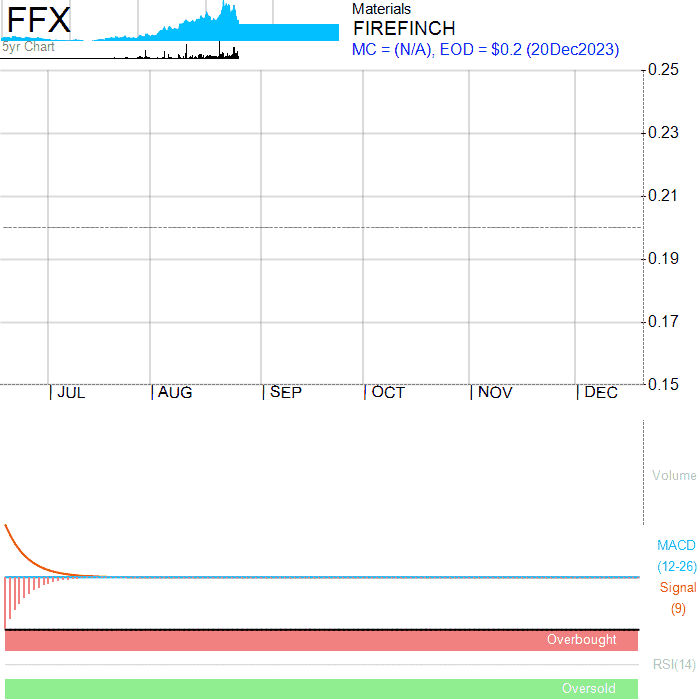 FFX
5yr Chart
Materials
FIREFINCH
MC = (N/A), EOD = $0.2 (20Dec2023)
0.25
0.23
0.21
0.19
0.17
0.15
JUL AUG SEP OCT NOV DEC
Volume
MACD
(12-26)
Signal
(9)
Overbought
RSI(14)
Oversold